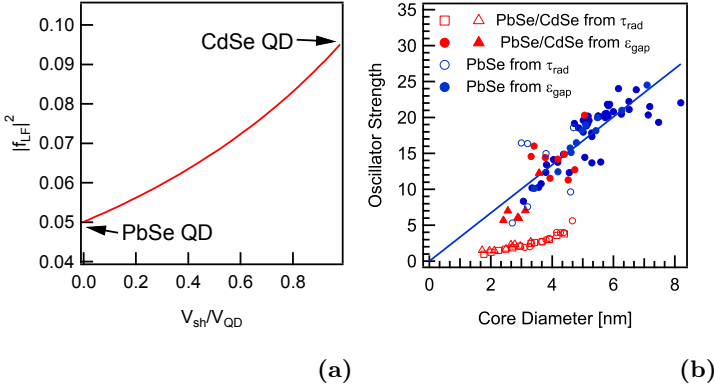 0.10
0.09
0.08
0.07
0.06
0.05
0.04
|f_LF|²
CdSe QD
PbSe QD
0.0 0.2 0.4 0.6 0.8
V_sh/V_QD
(a)
35
30
25
20
15
10
5
0
Oscillator Strength
PbSe/CdSe from τ_rad
PbSe/CdSe from ε_gap
PbSe from τ_rad
PbSe from ε_gap
0 2 4 6 8
Core Diameter [nm]
(b)